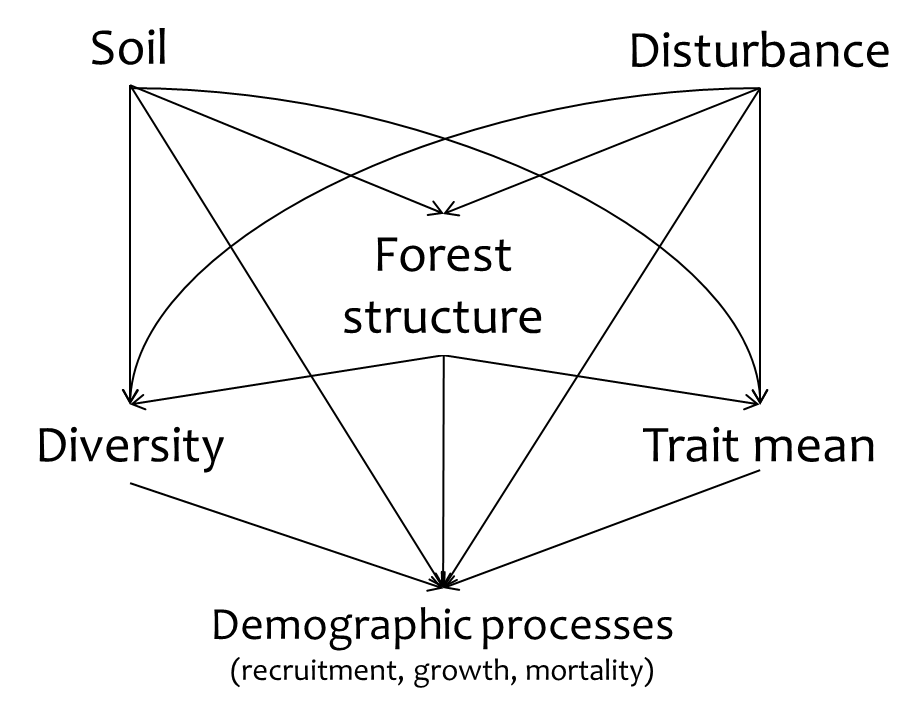 Soil
Disturbance
Forest
structure
Diversity
Trait mean
Demographic processes
(recruitment, growth, mortality)